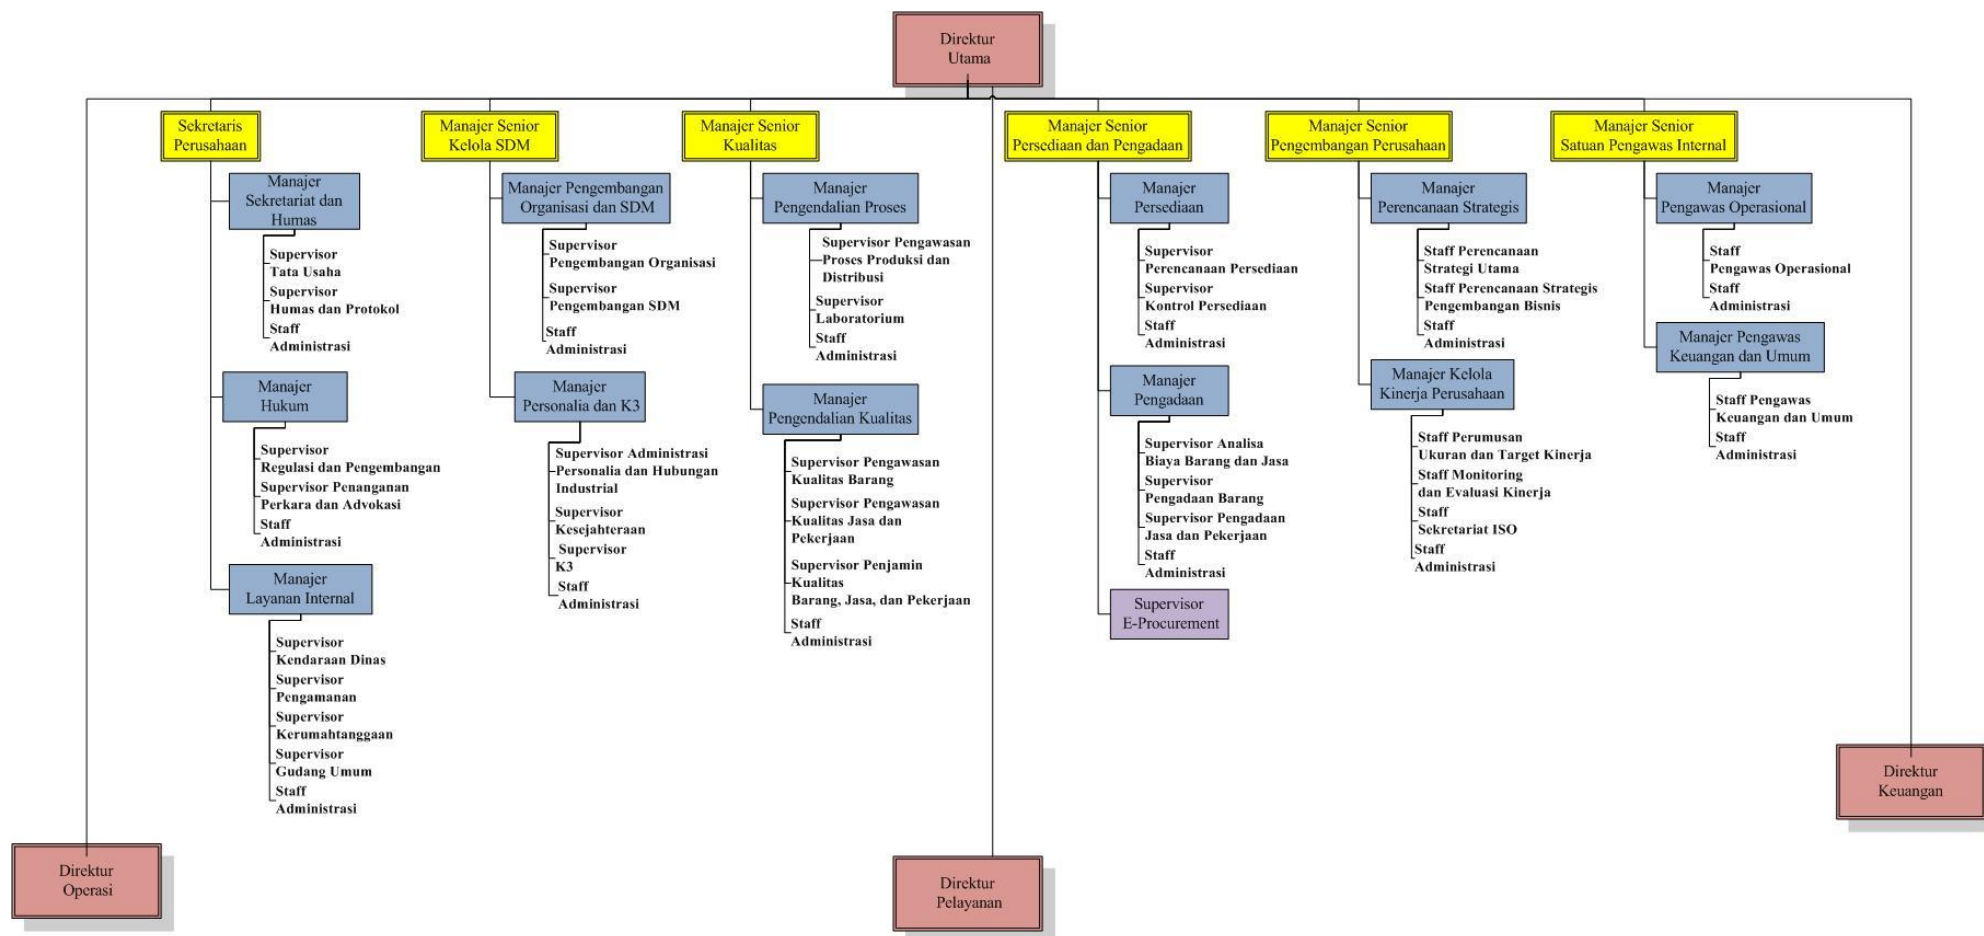 Direktur
Utama
Sekretaris
Perusahaan
Manajer
Sekretariat dan
Humas
Supervisor
Tata Usaha
Supervisor
Humas dan Protokol
Staff
Administrasi
Manajer
Hukum
Supervisor
Regulasi dan Pengembangan
Supervisor Penanganan
Perkara dan Advokasi
Staff
Administrasi
Manajer
Layanan Internal
Supervisor
Kendaraan Dinas
Supervisor
Pengamanan
Supervisor
Kerumahtanggaan
Supervisor
Gudang Umum
Staff
Administrasi
Manajer Senior
Kelola SDM
Manajer Pengembangan
Organisasi dan SDM
Supervisor
Pengembangan Organisasi
Supervisor
Pengembangan SDM
Staff
Administrasi
Manajer
Personalia dan K3
Supervisor Administrasi
Personalia dan Hubungan
Industrial
Supervisor
Kesejahteraan
Supervisor
K3
Staff
Administrasi
Manajer Senior
Kualitas
Manajer
Pengendalian Proses
Supervisor Pengawasan
Proses Produksi dan
Distribusi
Supervisor
Laboratorium
Staff
Administrasi
Manajer
Pengendalian Kualitas
Supervisor Pengawasan
Kualitas Barang
Supervisor Pengawasan
Kualitas Jasa dan
Pekerjaan
Supervisor Penjamin
Kualitas
Barang, Jasa, dan Pekerjaan
Staff
Administrasi
Manajer Senior
Persediaan dan Pengadaan
Manajer
Persediaan
Supervisor
Perencanaan Persediaan
Supervisor
Kontrol Persediaan
Staff
Administrasi
Manajer
Pengadaan
Supervisor Analisa
Biaya Barang dan Jasa
Supervisor
Pengadaan Barang
Supervisor Pengadaan
Jasa dan Pekerjaan
Staff
Administrasi
Supervisor
E-Procurement
Manajer Senior
Pengembangan Perusahaan
Manajer
Perencanaan Strategis
Staff Perencanaan
Strategi Utama
Staff Perencanaan Strategis
Pengembangan Bisnis
Staff
Administrasi
Manajer Kelola
Kinerja Perusahaan
Staff Perumusan
Ukuran dan Target Kinerja
Staff Monitoring
dan Evaluasi Kinerja
Staff
Sekretariat ISO
Staff
Administrasi
Manajer Senior
Satuan Pengawas Internal
Manajer
Pengawas Operasional
Staff
Pengawas Operasional
Staff
Administrasi
Manajer Pengawas
Keuangan dan Umum
Staff Pengawas
Keuangan dan Umum
Staff
Administrasi
Direktur
Operasi
Direktur
Pelayanan
Direktur
Keuangan